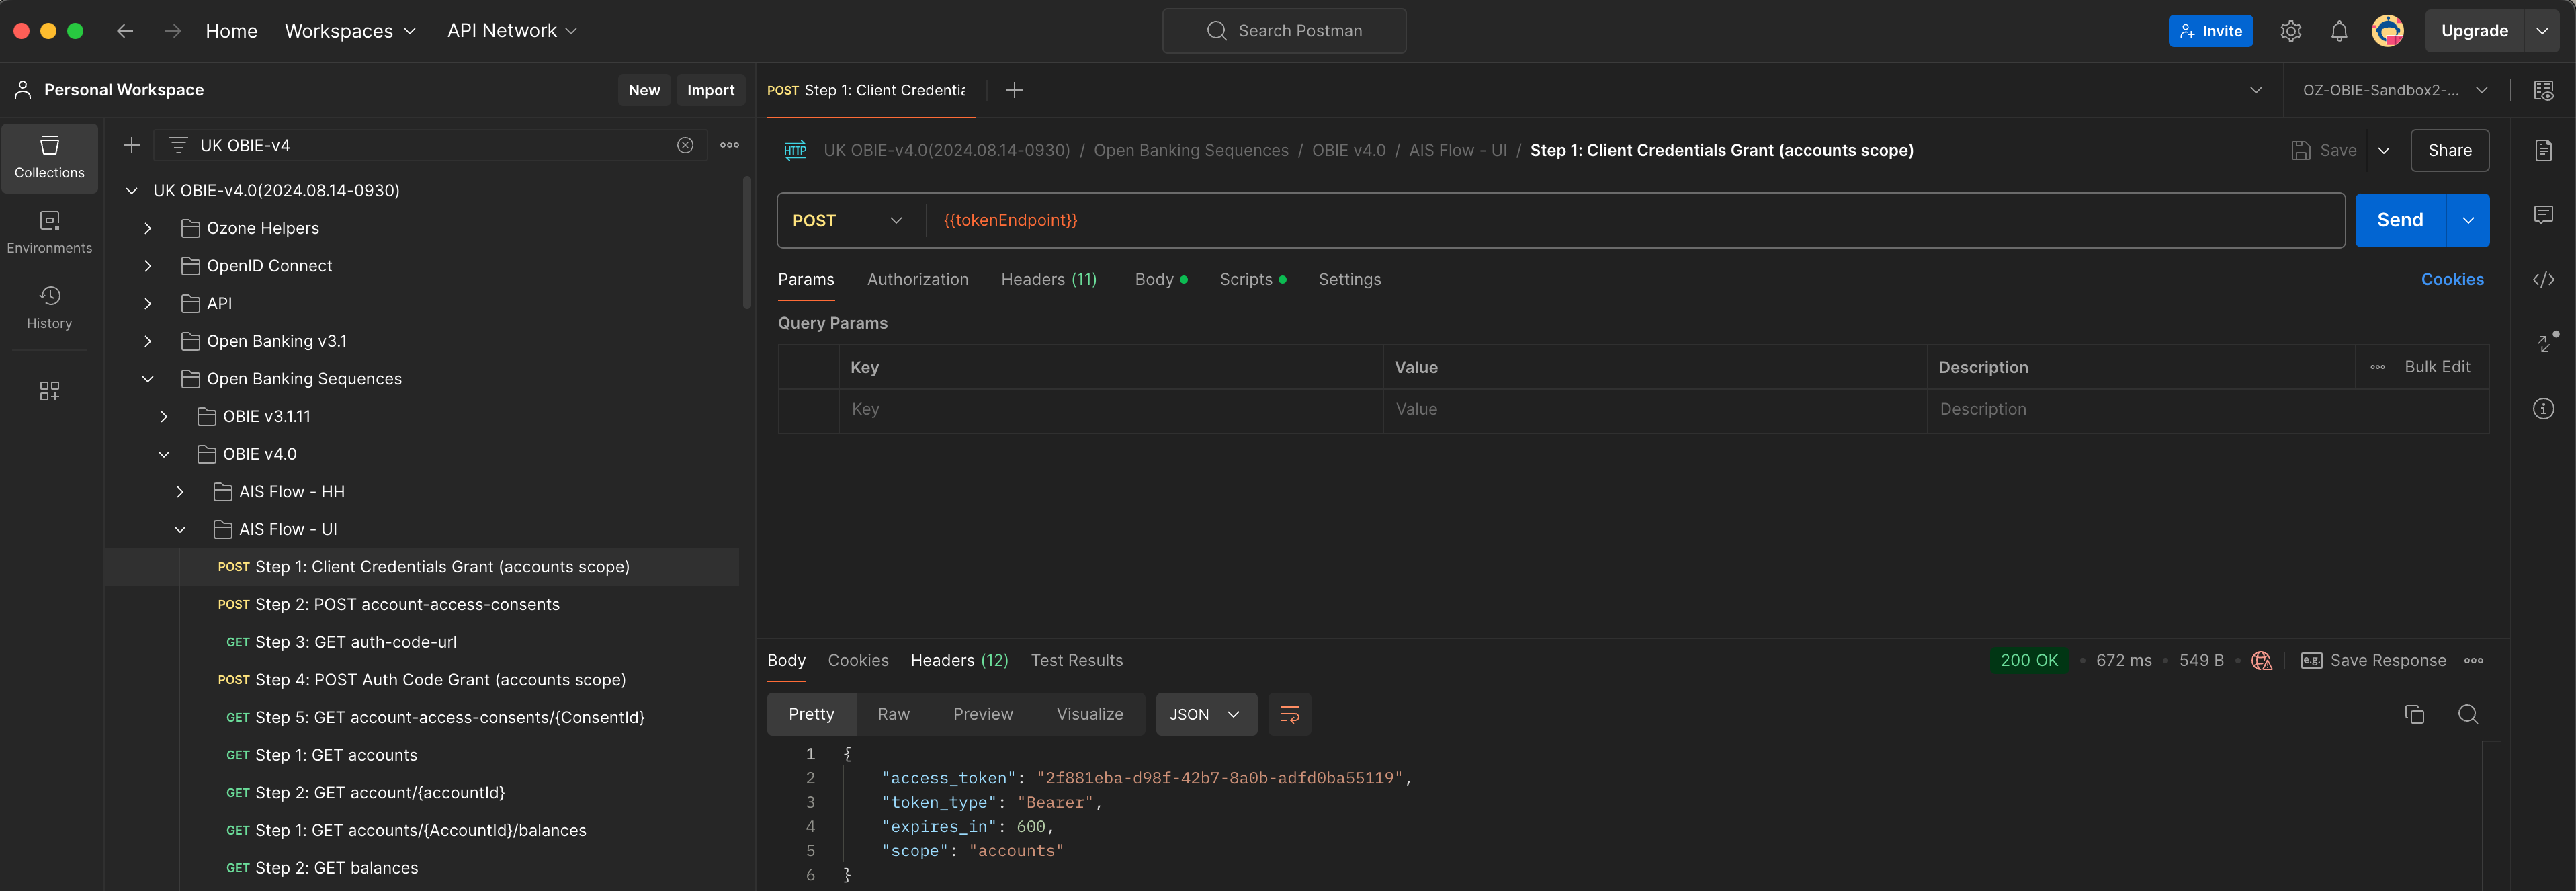 Home Workspaces API Network Search Postman Invite Upgrade
Personal Workspace New Import POST Step 1: Client Credentia OZ-OBIE-Sandbox2-...
Collections
Environments
History
UK OBIE-v4
UK OBIE-v4.0(2024.08.14-0930)
Ozone Helpers
OpenID Connect
API
Open Banking v3.1
Open Banking Sequences
OBIE v3.1.11
OBIE v4.0
AIS Flow - HH
AIS Flow - UI
POST Step 1: Client Credentials Grant (accounts scope)
POST Step 2: POST account-access-consents
GET Step 3: GET auth-code-url
POST Step 4: POST Auth Code Grant (accounts scope)
GET Step 5: GET account-access-consents/{ConsentId}
GET Step 1: GET accounts
GET Step 2: GET account/{accountId}
GET Step 1: GET accounts/{AccountId}/balances
GET Step 2: GET balances
HTTP UK OBIE-v4.0(2024.08.14-0930) / Open Banking Sequences / OBIE v4.0 / AIS Flow - UI / Step 1: Client Credentials Grant (accounts scope) Save Share
POST {{tokenEndpoint}} Send
Params Authorization Headers (11) Body Scripts Settings Cookies
Query Params
Key Value Description Bulk Edit
Key Value Description
Body Cookies Headers (12) Test Results 200 OK 672 ms 549 B e.g. Save Response
Pretty Raw Preview Visualize JSON
1 {
2 "access_token": "2f881eba-d98f-42b7-8a0b-adfd0ba55119",
3 "token_type": "Bearer",
4 "expires_in": 600,
5 "scope": "accounts"
6 }